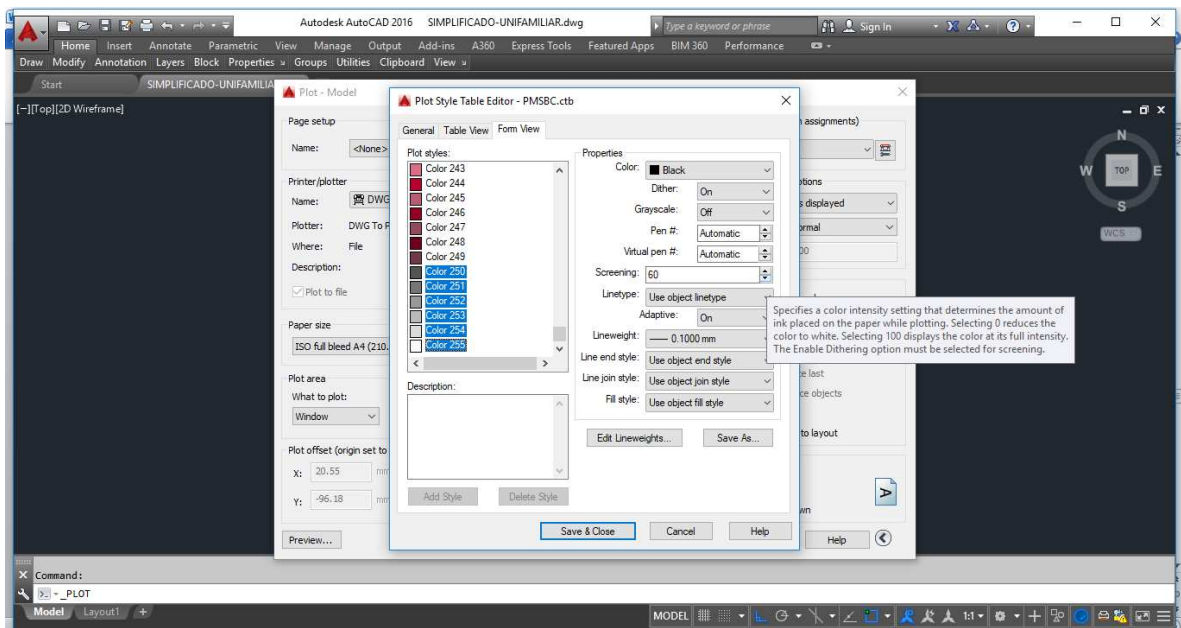 Autodesk AutoCAD 2016 SIMPLIFICADO-UNIFAMILIAR.dwg
Type a keyword or phrase
Sign In
Home Insert Annotate Parametric View Manage Output Add-ins A360 Express Tools Featured Apps BIM 360 Performance
Draw Modify Annotation Layers Block Properties Groups Utilities Clipboard View
Start SIMPLIFICADO-UNIFAMILIA
[–][Top][2D Wireframe]
N
W TOP E
S
WCS
Plot - Model
Page setup
Name: <None>
Printer/plotter
Name: DWG
Plotter: DWG To P
Where: File
Description:
Plot to file
Paper size
ISO full bleed A4 (210.
Plot area
What to plot:
Window
Plot offset (origin set to
X: 20.55 mm
Y: -96.18 mm
Preview...
Plot Style Table Editor - PMSBC.ctb
General Table View Form View
Plot styles:
Color 243
Color 244
Color 245
Color 246
Color 247
Color 248
Color 249
Color 250
Color 251
Color 252
Color 253
Color 254
Color 255
Description:
Add Style Delete Style
Properties
Color: Black
Dither: On
Grayscale: Off
Pen #: Automatic
Virtual pen #: Automatic
Screening: 60
Linetype: Use object linetype
Adaptive: On
Lineweight: 0.1000 mm
Line end style: Use object end style
Line join style: Use object join style
Fill style: Use object fill style
Edit Lineweights... Save As...
Save & Close Cancel Help
Specifies a color intensity setting that determines the amount of
ink placed on the paper while plotting. Selecting 0 reduces the
color to white. Selecting 100 displays the color at its full intensity.
The Enable Dithering option must be selected for screening.
assignments)
ptions
s displayed
ormal
00
e last
ce objects
to layout
A
wn
Help
Command:
_PLOT
Model Layout1 +
MODEL 1:1